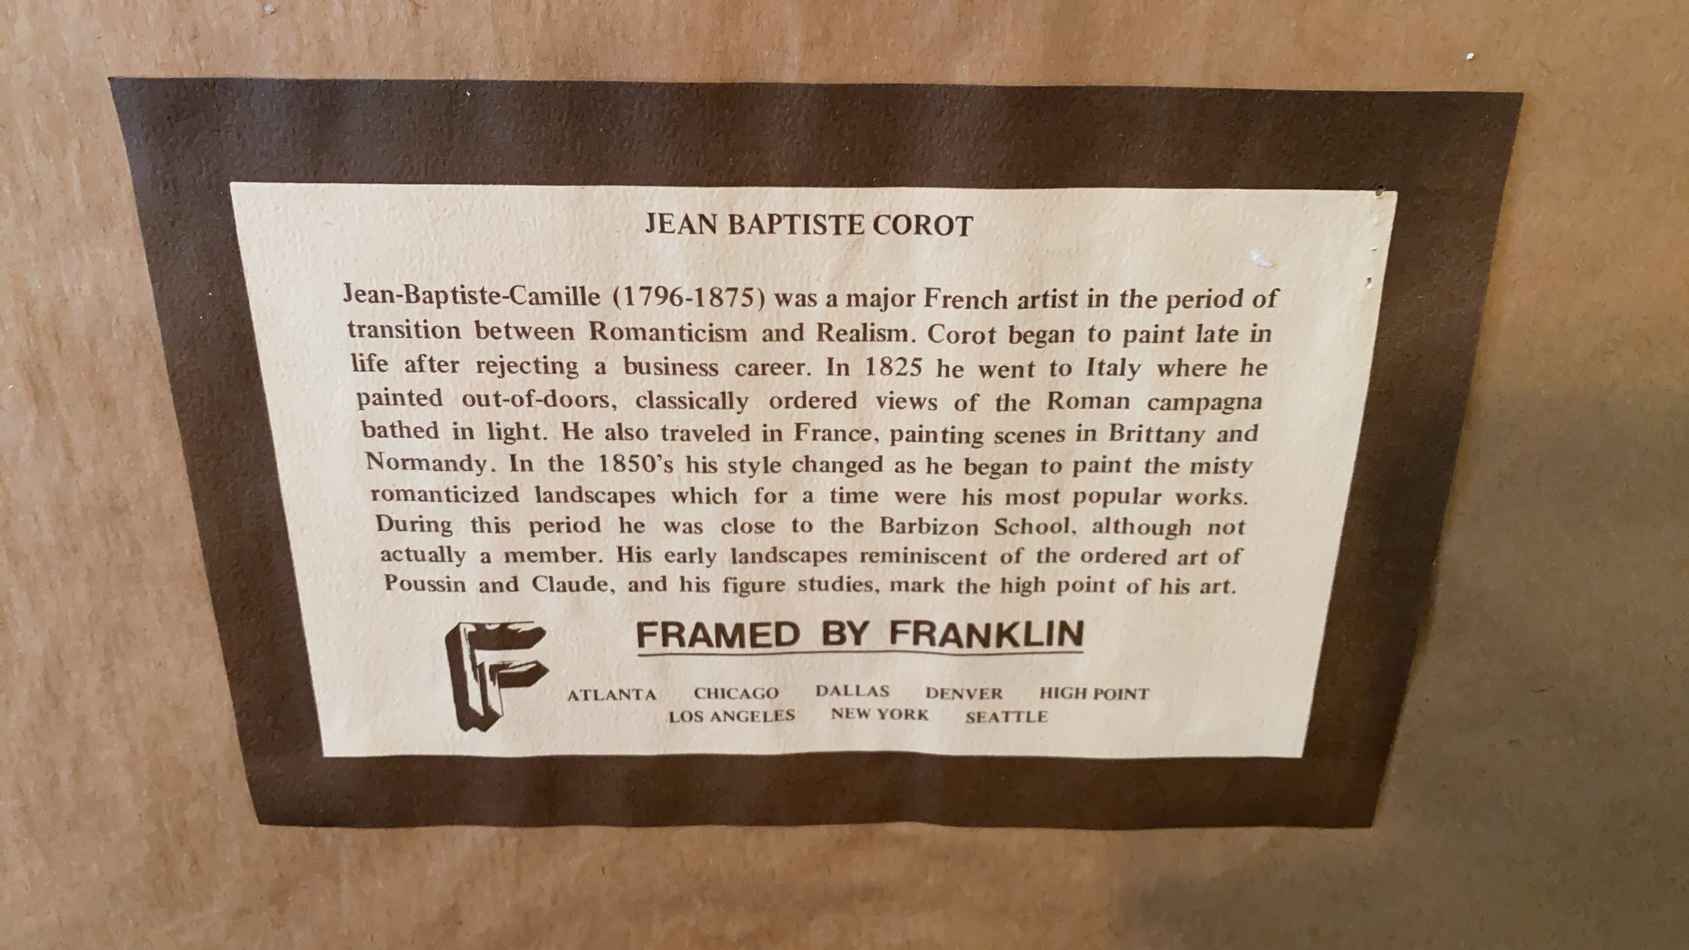 JEAN BAPTISTE COROT
Jean-Baptiste-Camille (1796-1875) was a major French artist in the period of
transition between Romanticism and Realism. Corot began to paint late in
life after rejecting a business career. In 1825 he went to Italy where he
painted out-of-doors, classically ordered views of the Roman campagna
bathed in light. He also traveled in France, painting scenes in Brittany and
Normandy. In the 1850's his style changed as he began to paint the misty
romanticized landscapes which for a time were his most popular works.
During this period he was close to the Barbizon School, although not
actually a member. His early landscapes reminiscent of the ordered art of
Poussin and Claude, and his figure studies, mark the high point of his art.
FRAMED BY FRANKLIN
ATLANTA CHICAGO DALLAS DENVER HIGH POINT
LOS ANGELES NEW YORK SEATTLE